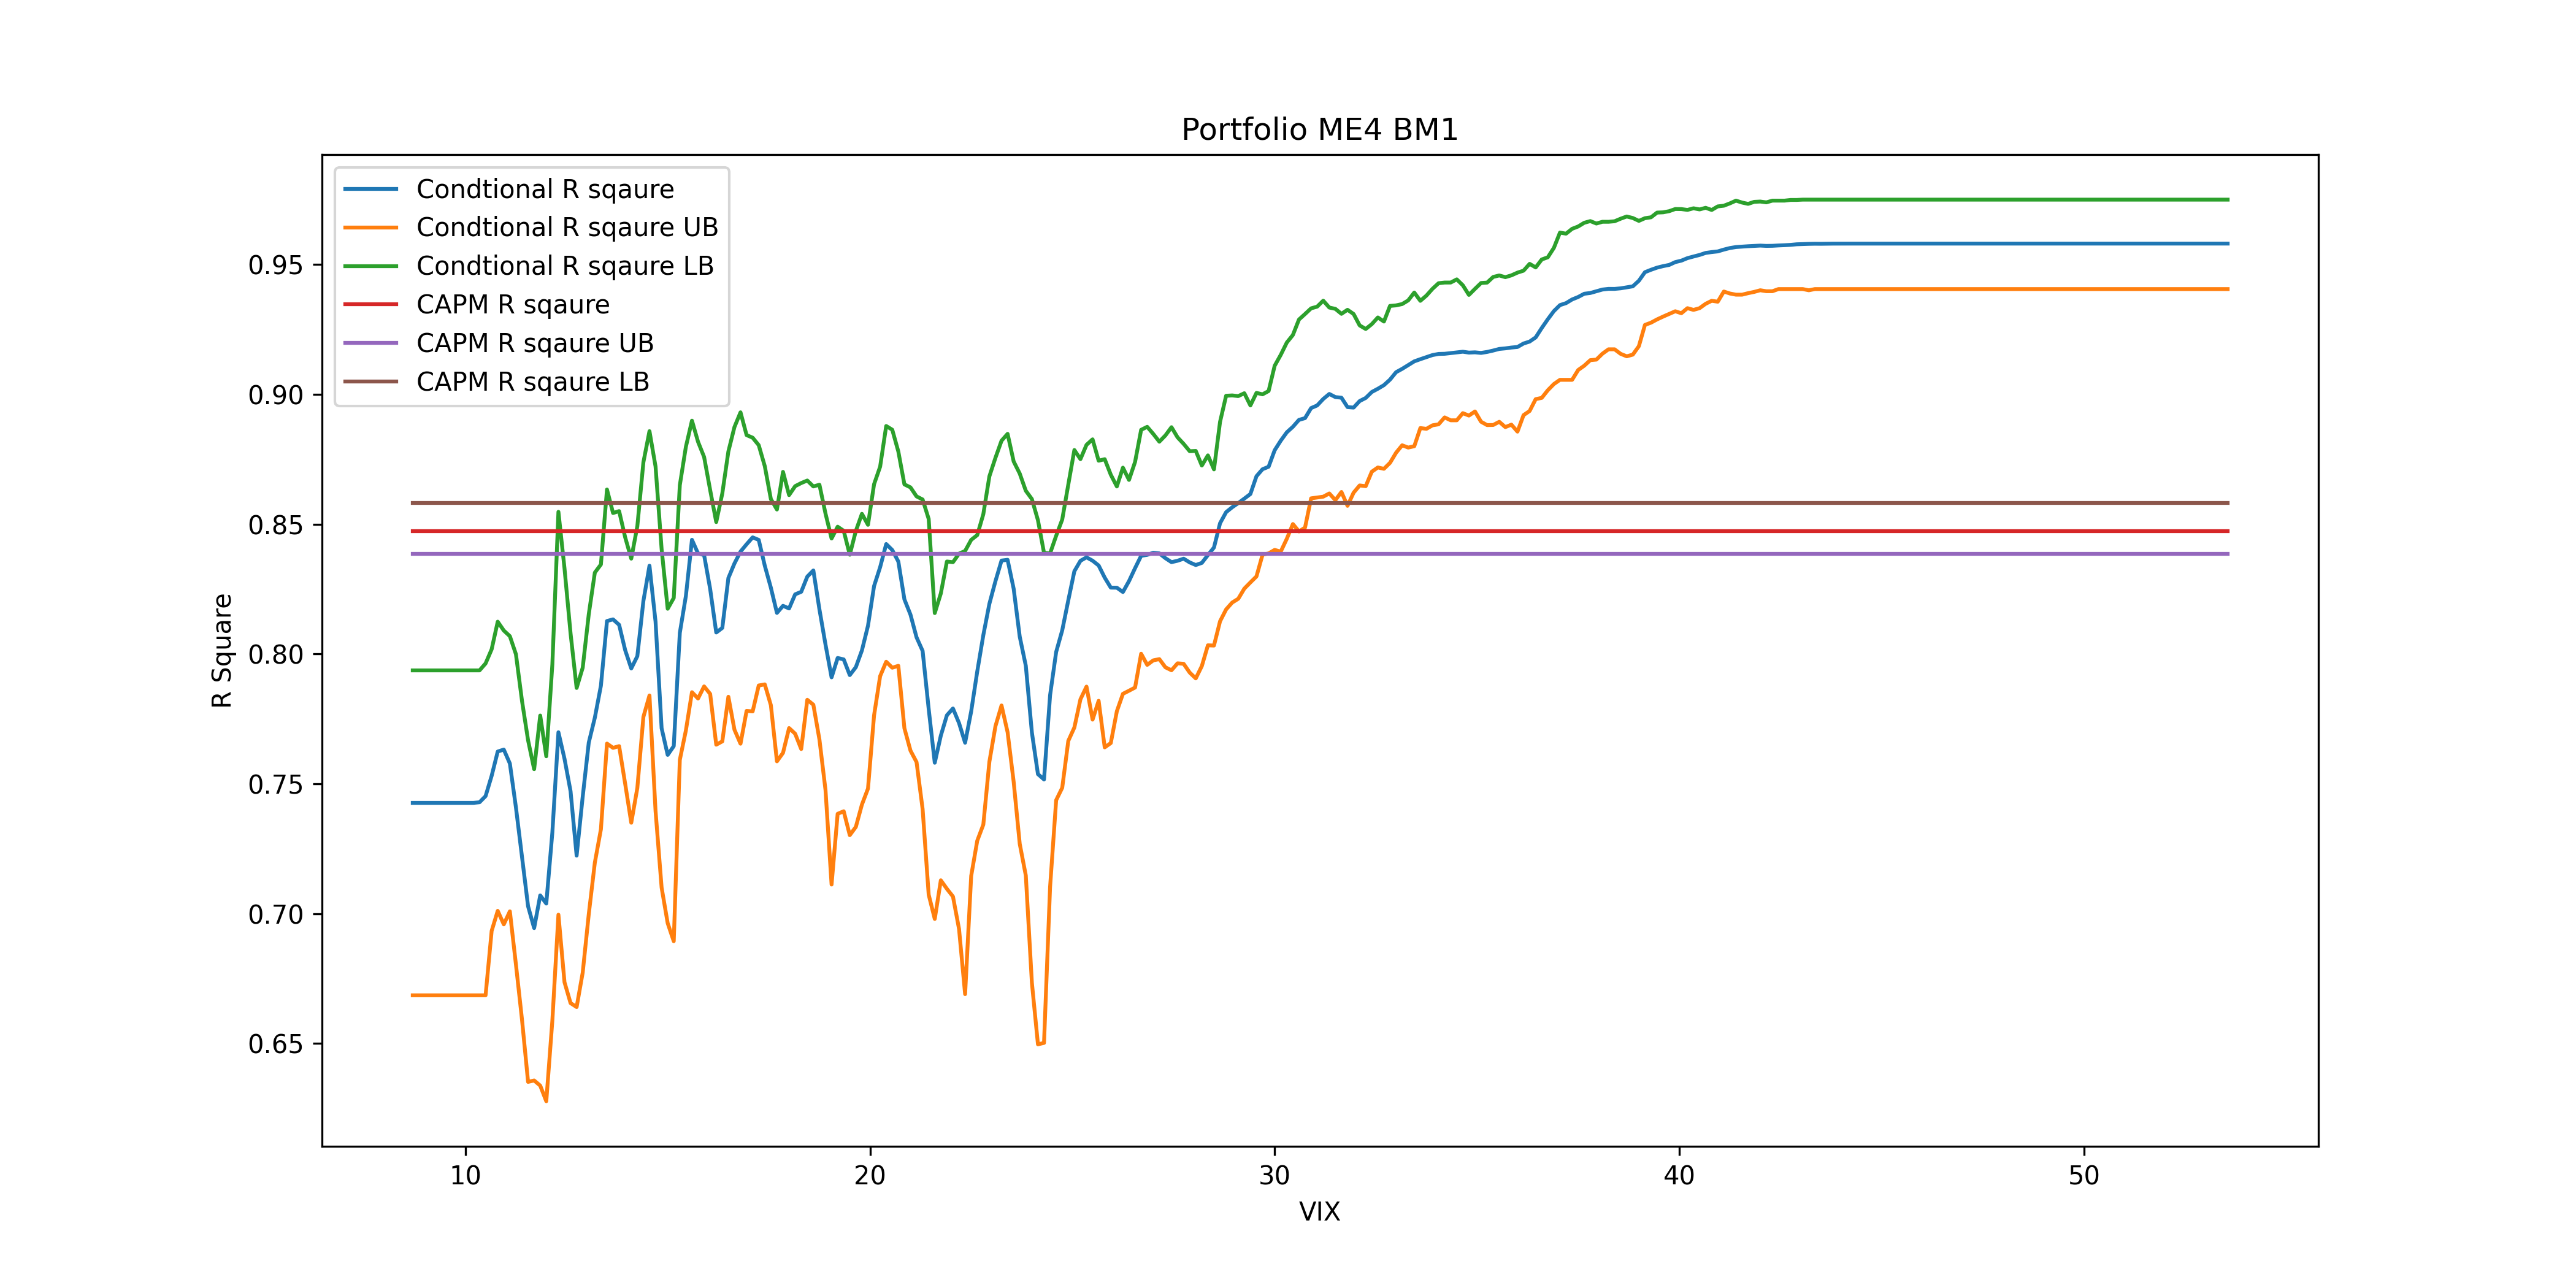 Portfolio ME4 BM1
Condtional R sqaure
Condtional R sqaure UB
Condtional R sqaure LB
CAPM R sqaure
CAPM R sqaure UB
CAPM R sqaure LB
0.95
0.90
0.85
0.80
0.75
0.70
0.65
R Square
10 20 30 40 50
VIX